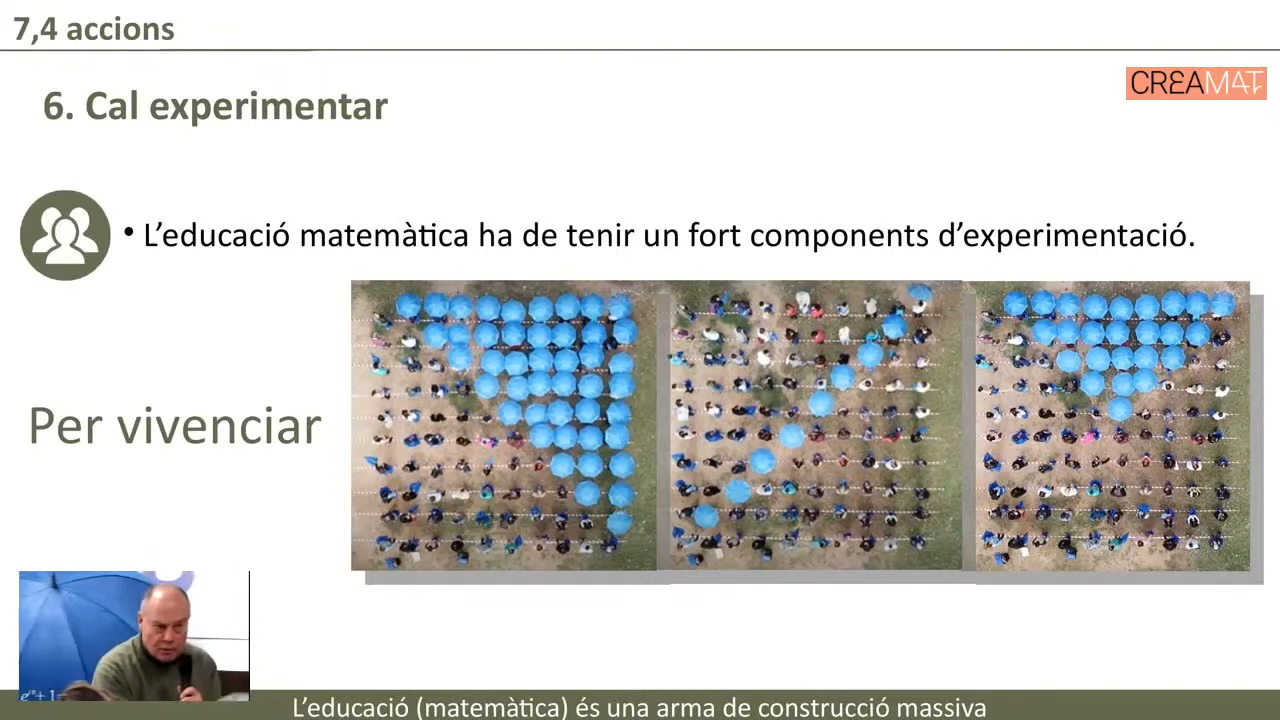 7,4 accions
CREAMAT
6. Cal experimentar
• L’educació matemàtica ha de tenir un fort components d’experimentació.
Per vivenciar
L’educació (matemàtica) és una arma de construcció massiva